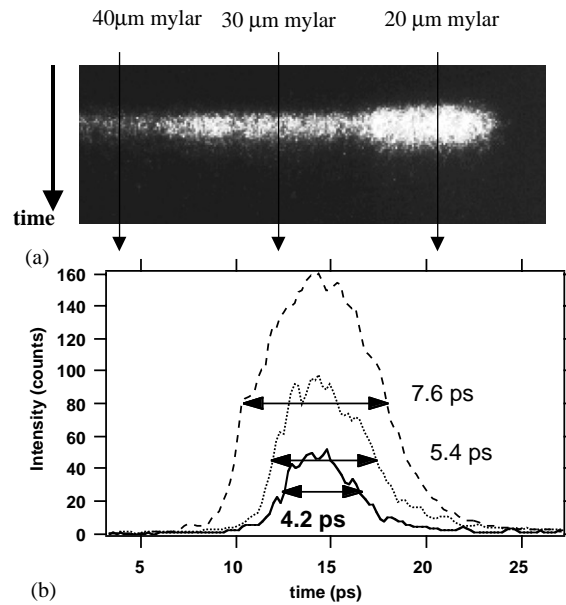 40μm mylar 30 μm mylar 20 μm mylar
time
(a)
160
140
120
100
80
60
40
20
0
Intensity (counts)
7.6 ps
5.4 ps
4.2 ps
5 10 15 20 25
time (ps)
(b)